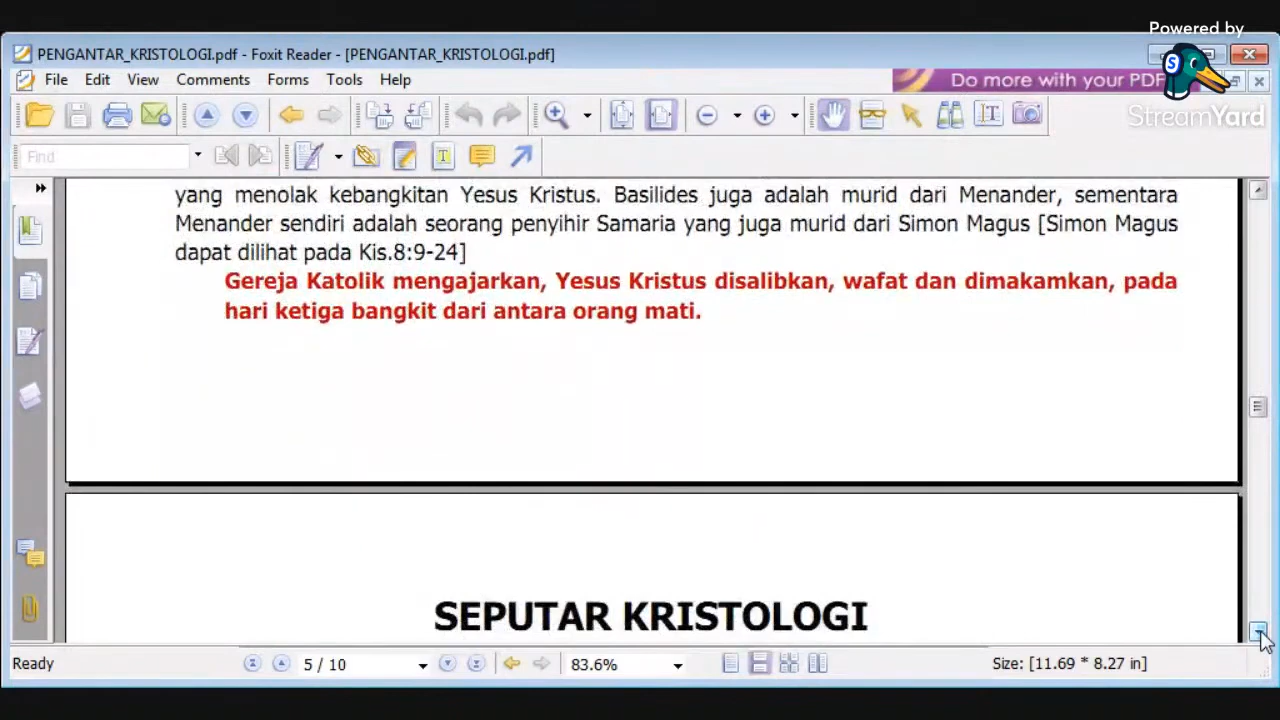 Powered by
StreamYard
PENGANTAR_KRISTOLOGI.pdf - Foxit Reader - [PENGANTAR_KRISTOLOGI.pdf]
File Edit View Comments Forms Tools Help
Do more with your PDF
Find
yang menolak kebangkitan Yesus Kristus. Basilides juga adalah murid dari Menander, sementara
Menander sendiri adalah seorang penyihir Samaria yang juga murid dari Simon Magus [Simon Magus
dapat dilihat pada Kis.8:9-24]
Gereja Katolik mengajarkan, Yesus Kristus disalibkan, wafat dan dimakamkan, pada
hari ketiga bangkit dari antara orang mati.
SEPUTAR KRISTOLOGI
Ready 5 / 10 83.6% Size: [11.69 * 8.27 in]